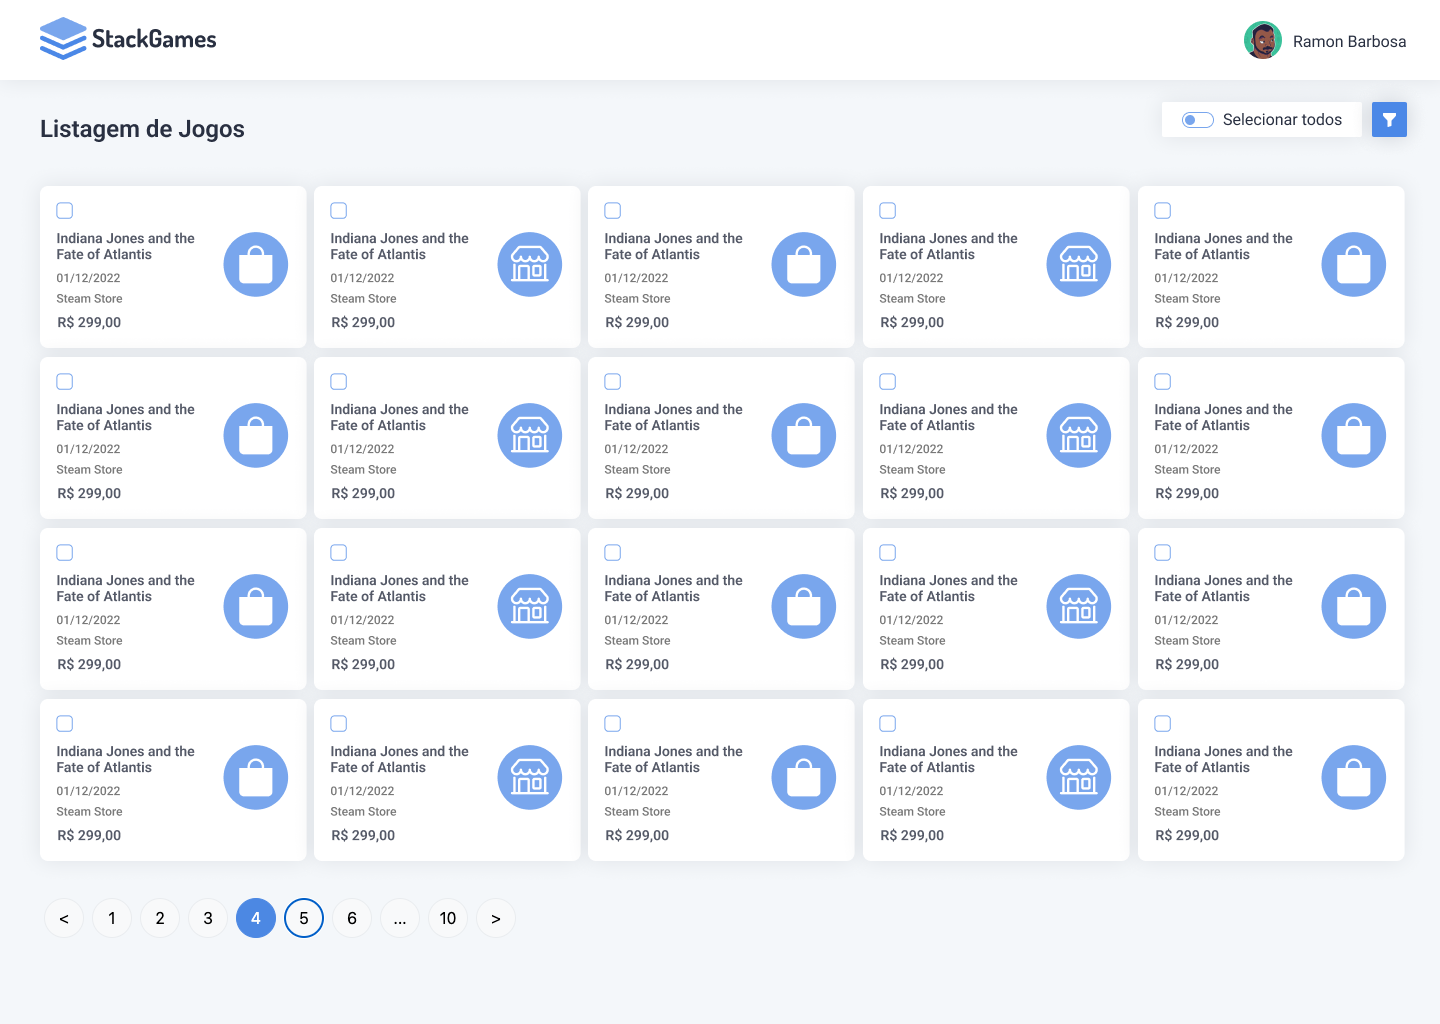 StackGames
Ramon Barbosa
Listagem de Jogos
Selecionar todos
Indiana Jones and the
Fate of Atlantis
01/12/2022
Steam Store
R$ 299,00
Indiana Jones and the
Fate of Atlantis
01/12/2022
Steam Store
R$ 299,00
Indiana Jones and the
Fate of Atlantis
01/12/2022
Steam Store
R$ 299,00
Indiana Jones and the
Fate of Atlantis
01/12/2022
Steam Store
R$ 299,00
Indiana Jones and the
Fate of Atlantis
01/12/2022
Steam Store
R$ 299,00
Indiana Jones and the
Fate of Atlantis
01/12/2022
Steam Store
R$ 299,00
Indiana Jones and the
Fate of Atlantis
01/12/2022
Steam Store
R$ 299,00
Indiana Jones and the
Fate of Atlantis
01/12/2022
Steam Store
R$ 299,00
Indiana Jones and the
Fate of Atlantis
01/12/2022
Steam Store
R$ 299,00
Indiana Jones and the
Fate of Atlantis
01/12/2022
Steam Store
R$ 299,00
Indiana Jones and the
Fate of Atlantis
01/12/2022
Steam Store
R$ 299,00
Indiana Jones and the
Fate of Atlantis
01/12/2022
Steam Store
R$ 299,00
Indiana Jones and the
Fate of Atlantis
01/12/2022
Steam Store
R$ 299,00
Indiana Jones and the
Fate of Atlantis
01/12/2022
Steam Store
R$ 299,00
Indiana Jones and the
Fate of Atlantis
01/12/2022
Steam Store
R$ 299,00
Indiana Jones and the
Fate of Atlantis
01/12/2022
Steam Store
R$ 299,00
Indiana Jones and the
Fate of Atlantis
01/12/2022
Steam Store
R$ 299,00
Indiana Jones and the
Fate of Atlantis
01/12/2022
Steam Store
R$ 299,00
Indiana Jones and the
Fate of Atlantis
01/12/2022
Steam Store
R$ 299,00
Indiana Jones and the
Fate of Atlantis
01/12/2022
Steam Store
R$ 299,00
< 1 2 3 4 5 6 ... 10 >